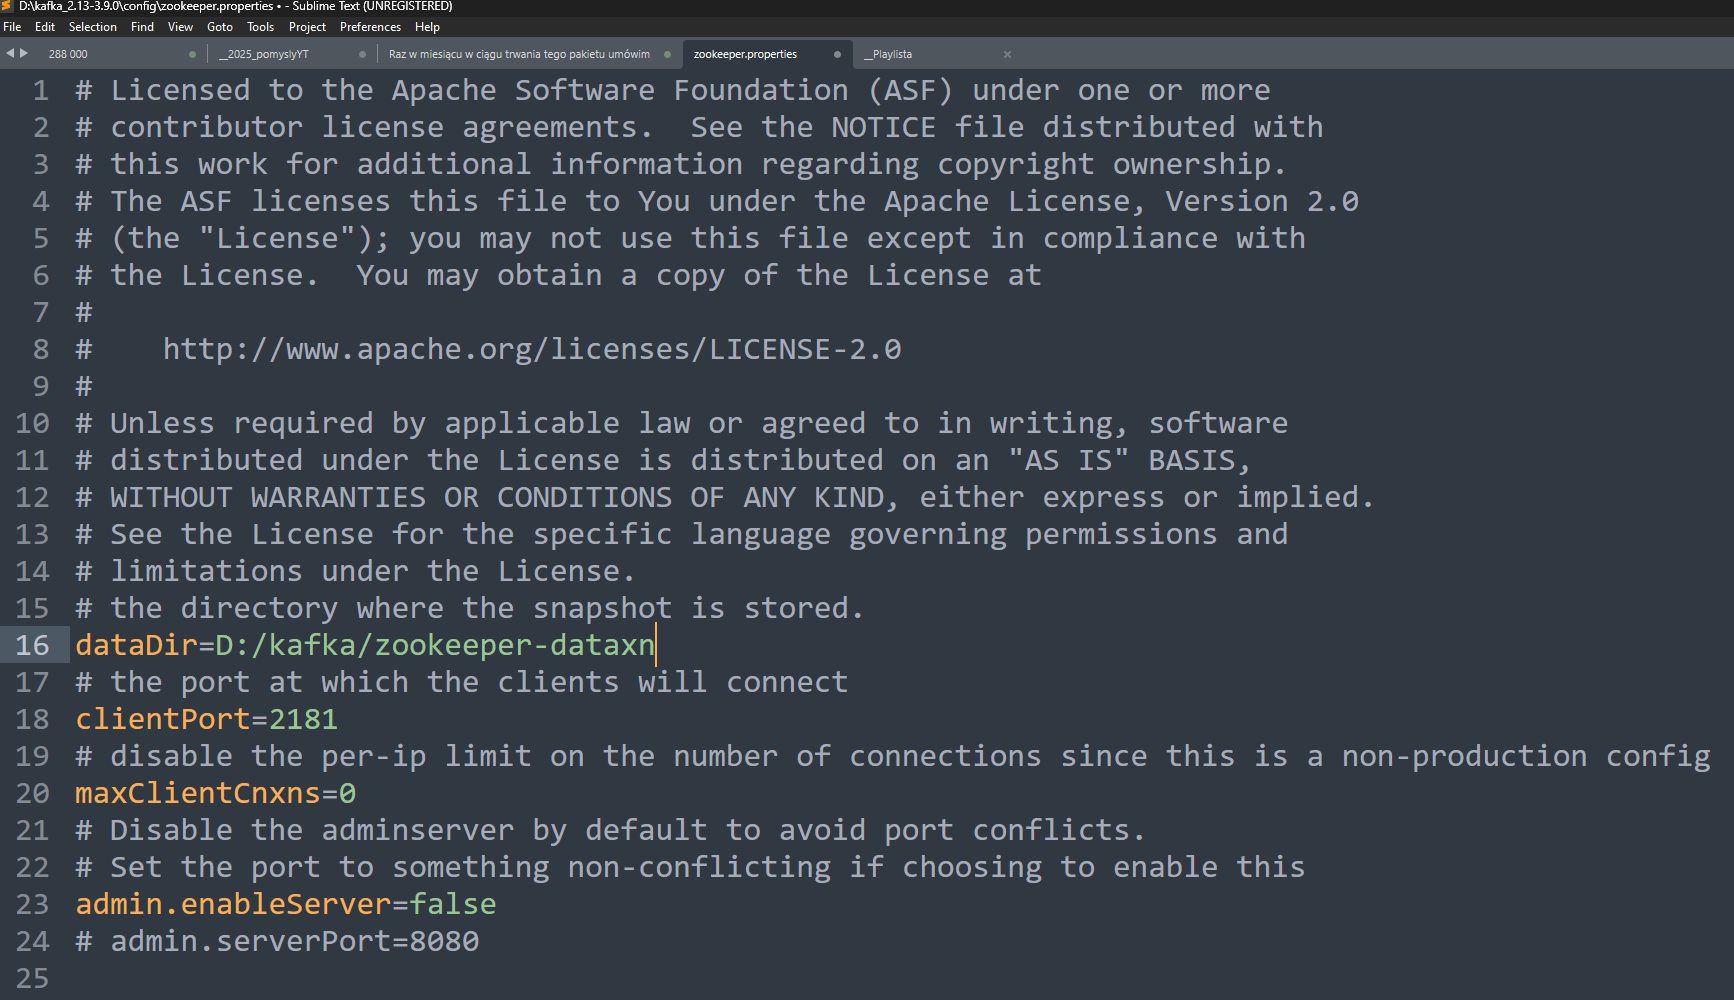 D:\kafka_2.13-3.9.0\config\zookeeper.properties • - Sublime Text (UNREGISTERED)
File Edit Selection Find View Goto Tools Project Preferences Help
288 000
__2025_pomyslyYT
Raz w miesiącu w ciągu trwania tego pakietu umówim
zookeeper.properties
__Playlista
1 # Licensed to the Apache Software Foundation (ASF) under one or more
2 # contributor license agreements.  See the NOTICE file distributed with
3 # this work for additional information regarding copyright ownership.
4 # The ASF licenses this file to You under the Apache License, Version 2.0
5 # (the "License"); you may not use this file except in compliance with
6 # the License.  You may obtain a copy of the License at
7 #
8 #    http://www.apache.org/licenses/LICENSE-2.0
9 #
10 # Unless required by applicable law or agreed to in writing, software
11 # distributed under the License is distributed on an "AS IS" BASIS,
12 # WITHOUT WARRANTIES OR CONDITIONS OF ANY KIND, either express or implied.
13 # See the License for the specific language governing permissions and
14 # limitations under the License.
15 # the directory where the snapshot is stored.
16 dataDir=D:/kafka/zookeeper-dataxn
17 # the port at which the clients will connect
18 clientPort=2181
19 # disable the per-ip limit on the number of connections since this is a non-production config
20 maxClientCnxns=0
21 # Disable the adminserver by default to avoid port conflicts.
22 # Set the port to something non-conflicting if choosing to enable this
23 admin.enableServer=false
24 # admin.serverPort=8080
25